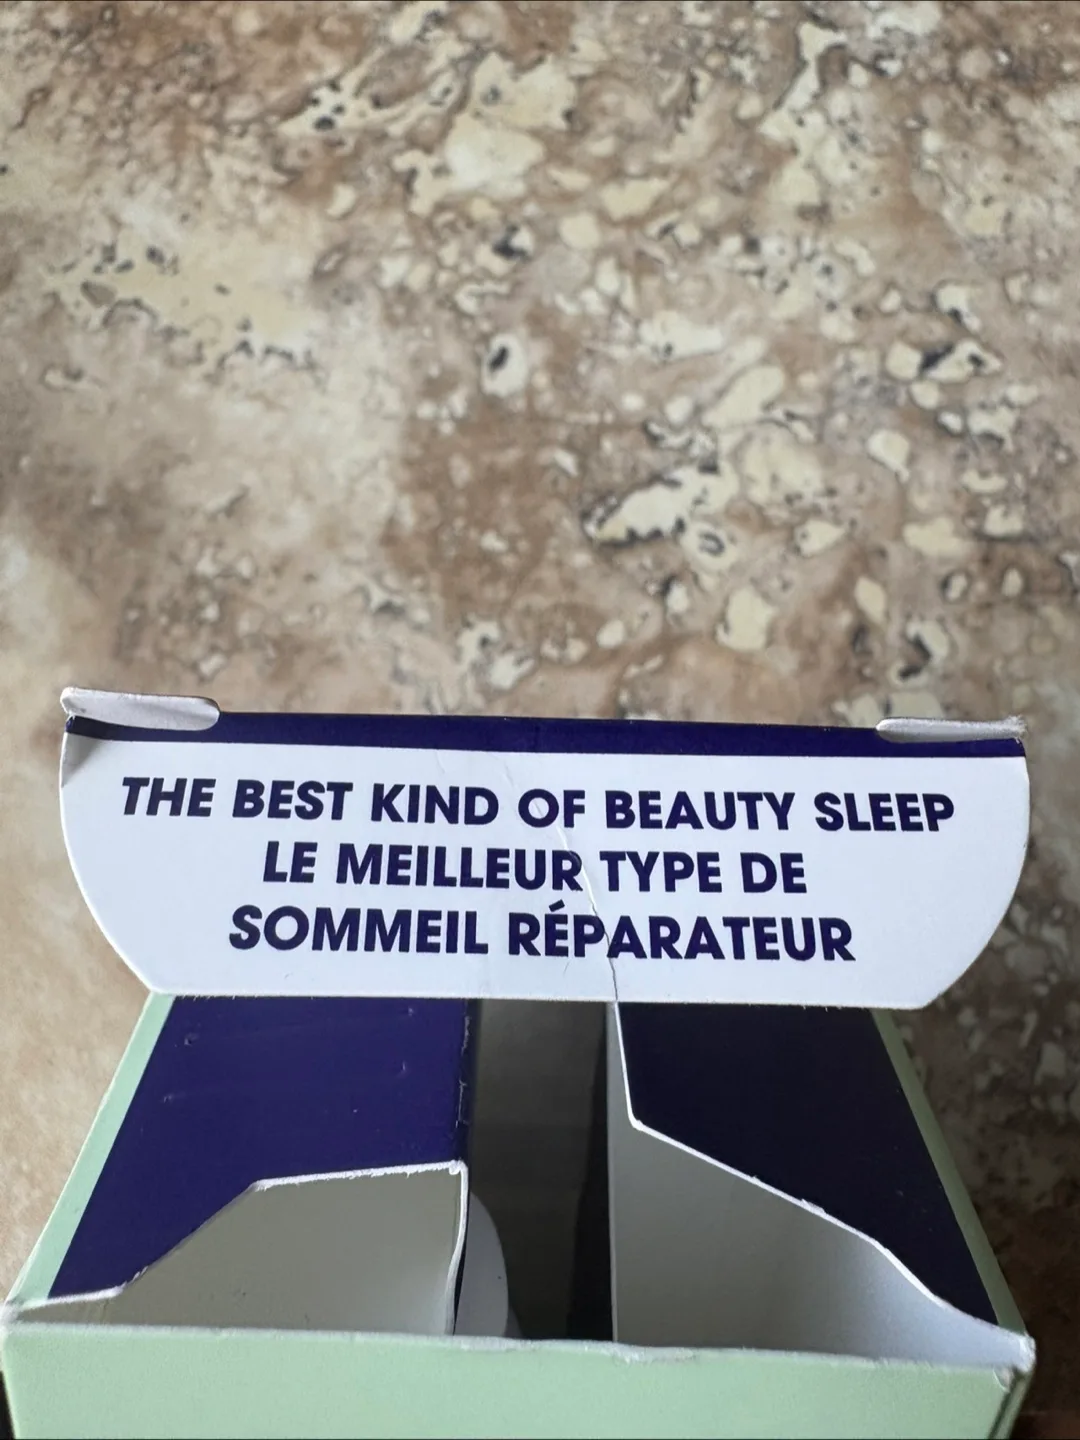 THE BEST KIND OF BEAUTY SLEEP
LE MEILLEUR TYPE DE
SOMMEIL RÉPARATEUR